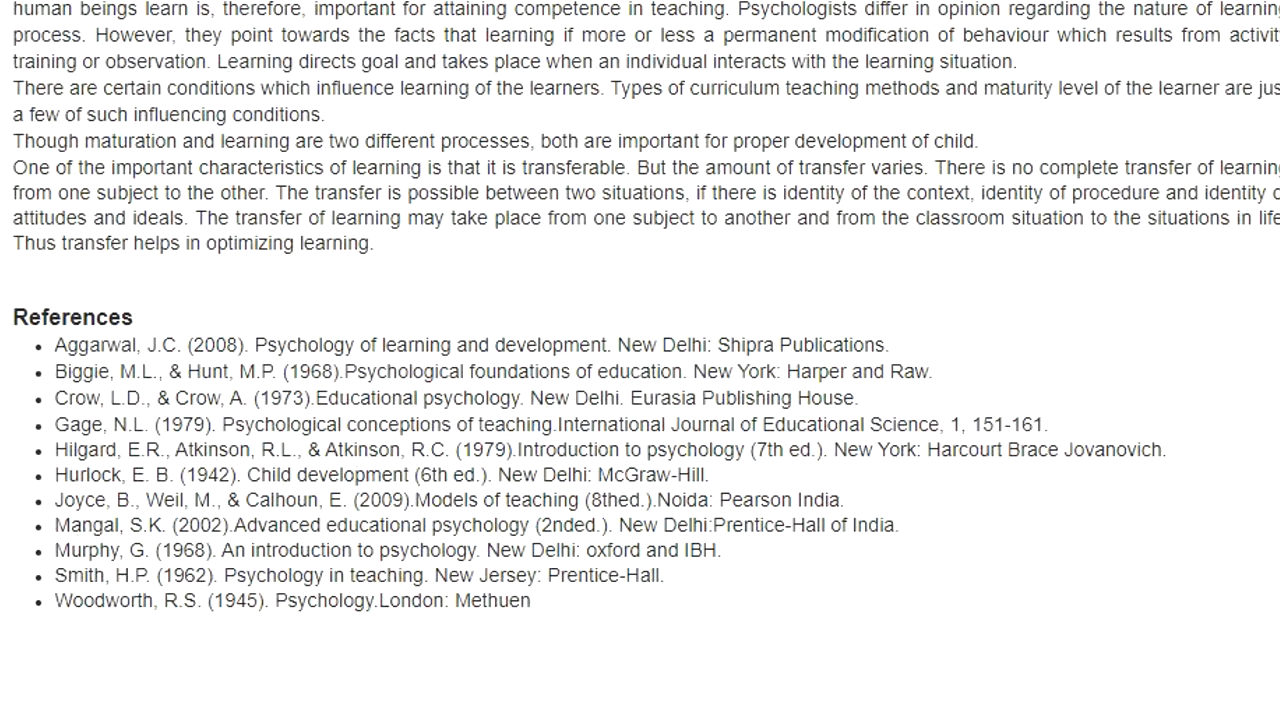 human beings learn is, therefore, important for attaining competence in teaching. Psychologists differ in opinion regarding the nature of learning
process. However, they point towards the facts that learning if more or less a permanent modification of behaviour which results from activit
training or observation. Learning directs goal and takes place when an individual interacts with the learning situation.
There are certain conditions which influence learning of the learners. Types of curriculum teaching methods and maturity level of the learner are jus
a few of such influencing conditions.
Though maturation and learning are two different processes, both are important for proper development of child.
One of the important characteristics of learning is that it is transferable. But the amount of transfer varies. There is no complete transfer of learning
from one subject to the other. The transfer is possible between two situations, if there is identity of the context, identity of procedure and identity o
attitudes and ideals. The transfer of learning may take place from one subject to another and from the classroom situation to the situations in life
Thus transfer helps in optimizing learning.
References
• Aggarwal, J.C. (2008). Psychology of learning and development. New Delhi: Shipra Publications.
• Biggie, M.L., & Hunt, M.P. (1968).Psychological foundations of education. New York: Harper and Raw.
• Crow, L.D., & Crow, A. (1973).Educational psychology. New Delhi. Eurasia Publishing House.
• Gage, N.L. (1979). Psychological conceptions of teaching.International Journal of Educational Science, 1, 151-161.
• Hilgard, E.R., Atkinson, R.L., & Atkinson, R.C. (1979).Introduction to psychology (7th ed.). New York: Harcourt Brace Jovanovich.
• Hurlock, E. B. (1942). Child development (6th ed.). New Delhi: McGraw-Hill.
• Joyce, B., Weil, M., & Calhoun, E. (2009).Models of teaching (8thed.).Noida: Pearson India.
• Mangal, S.K. (2002).Advanced educational psychology (2nded.). New Delhi:Prentice-Hall of India.
• Murphy, G. (1968). An introduction to psychology. New Delhi: oxford and IBH.
• Smith, H.P. (1962). Psychology in teaching. New Jersey: Prentice-Hall.
• Woodworth, R.S. (1945). Psychology.London: Methuen